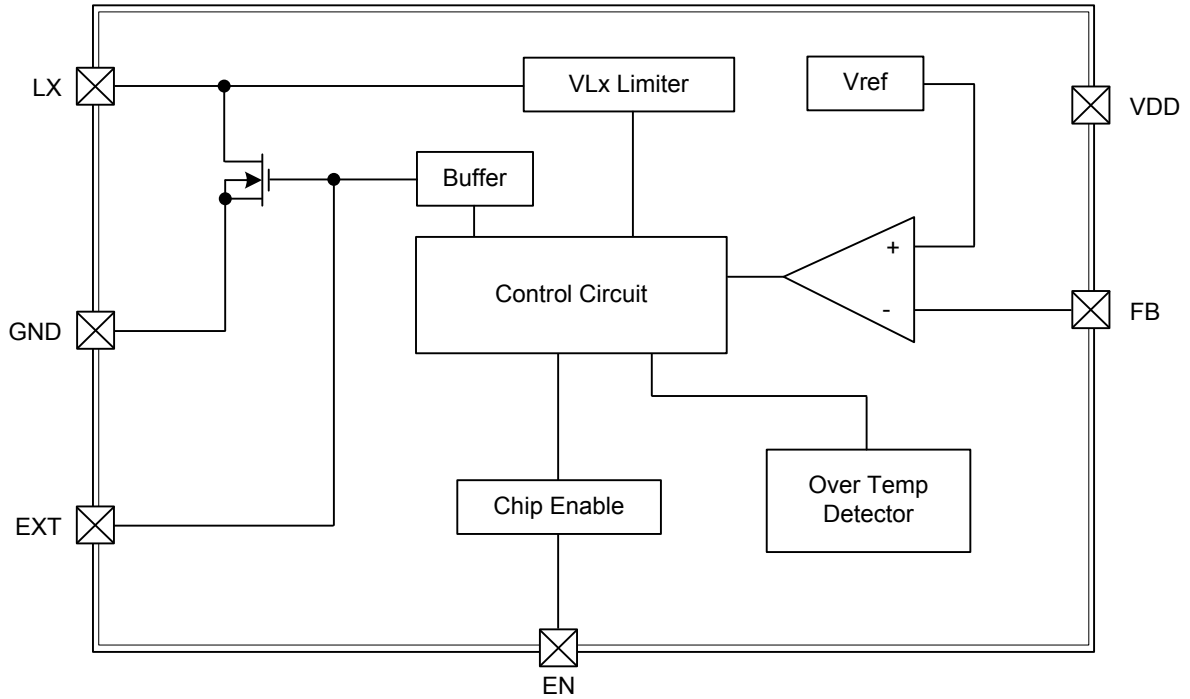 LX
VLx Limiter
Vref
VDD
Buffer
+
Control Circuit
-
FB
GND
Chip Enable
Over Temp
Detector
EXT
EN